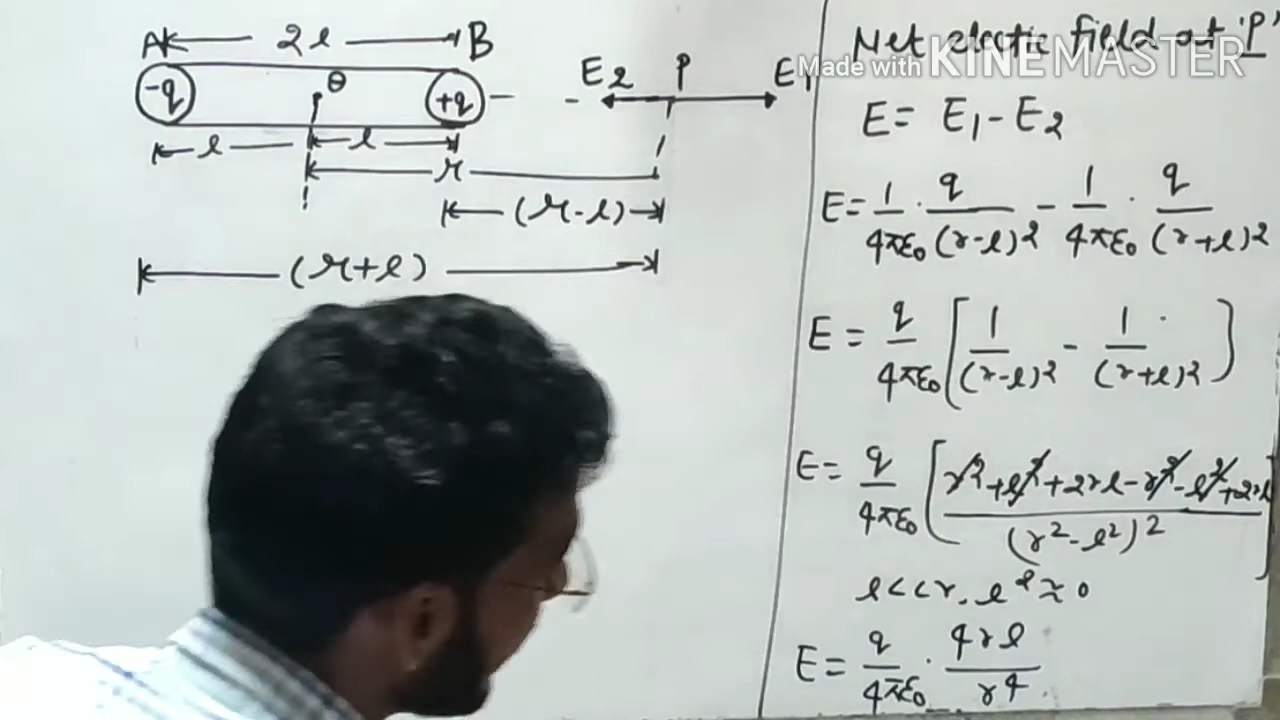 A 2l B
-q θ +q
E2 P E1
l l
r
(r-l)
(r+l)
Net electric field at 'P'
Made with KINEMASTER
E = E1 - E2
E = 1/4πε0 · q/(r-l)² - 1/4πε0 · q/(r+l)²
E = q/4πε0 [1/(r-l)² - 1/(r+l)²]
E = q/4πε0 [r²+l²+2rl-r²-l²+2rl/(r²-l²)²]
l<<r, l²≈0
E = q/4πε0 · 4rl/r⁴